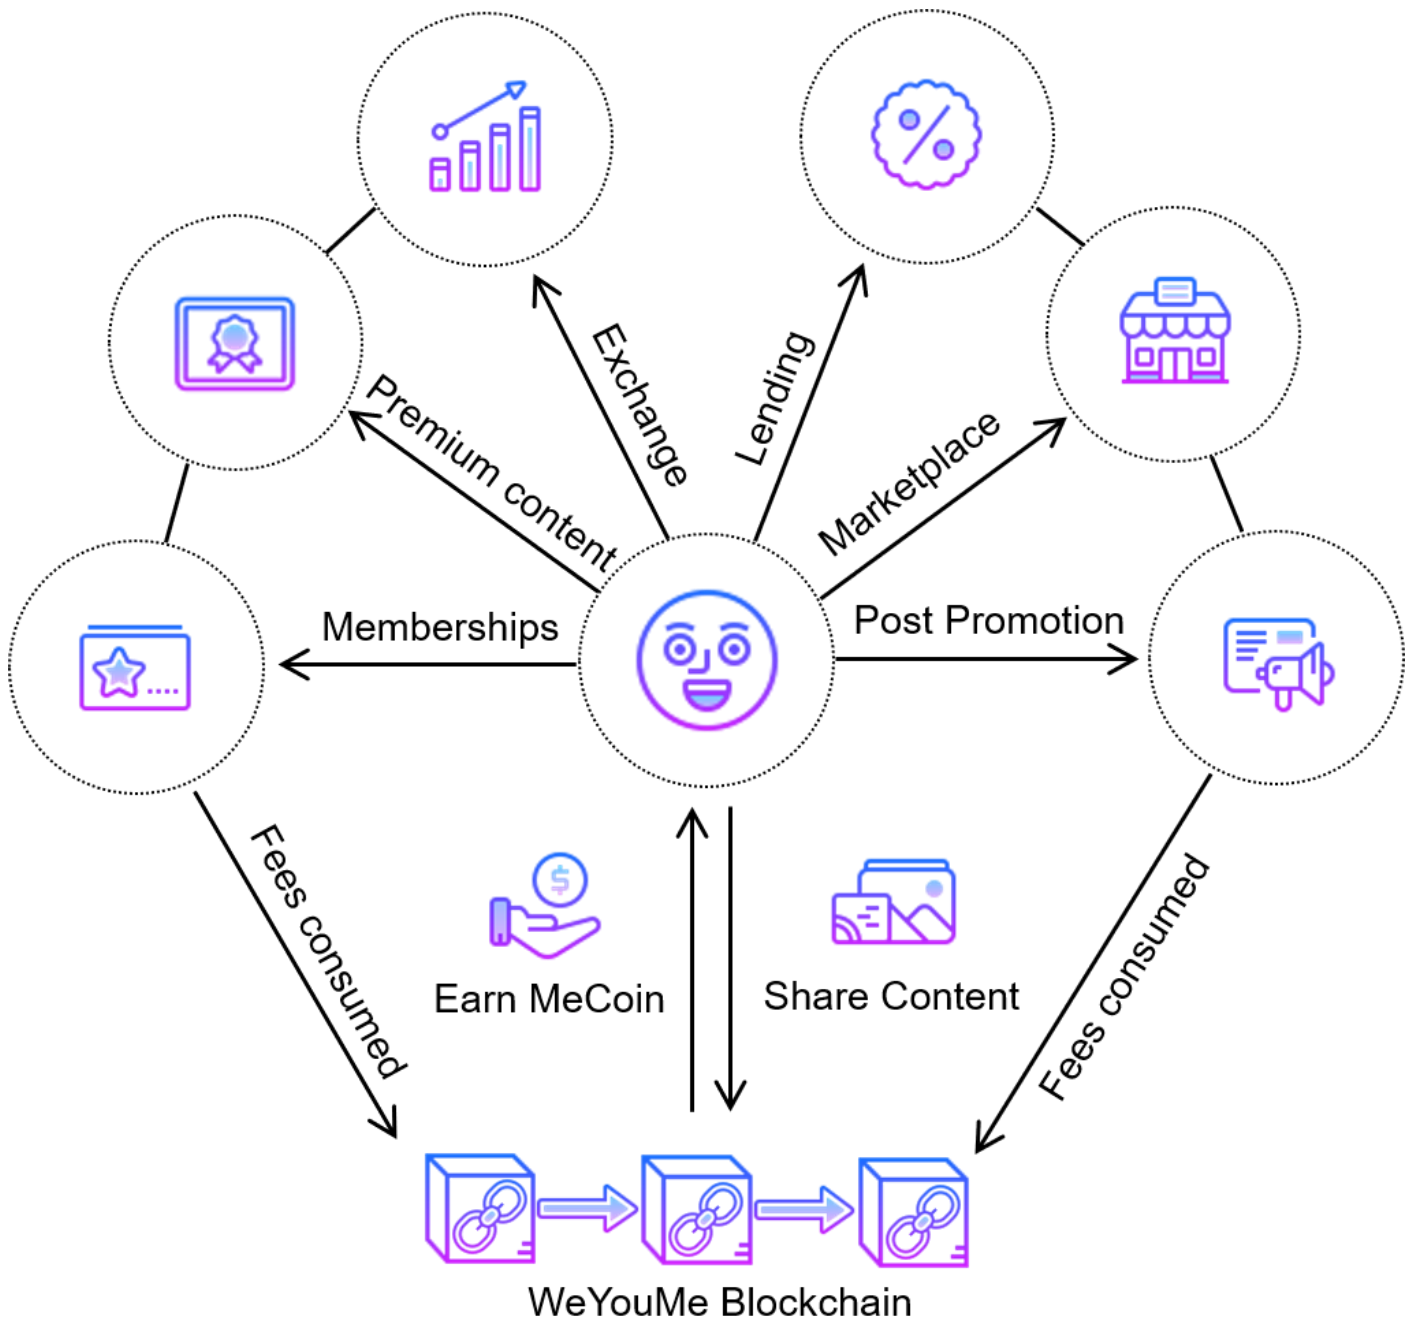 Exchange
Lending
Premium content
Marketplace
Memberships
Post Promotion
Fees consumed
$
Earn MeCoin
Share Content
Fees consumed
WeYouMe Blockchain